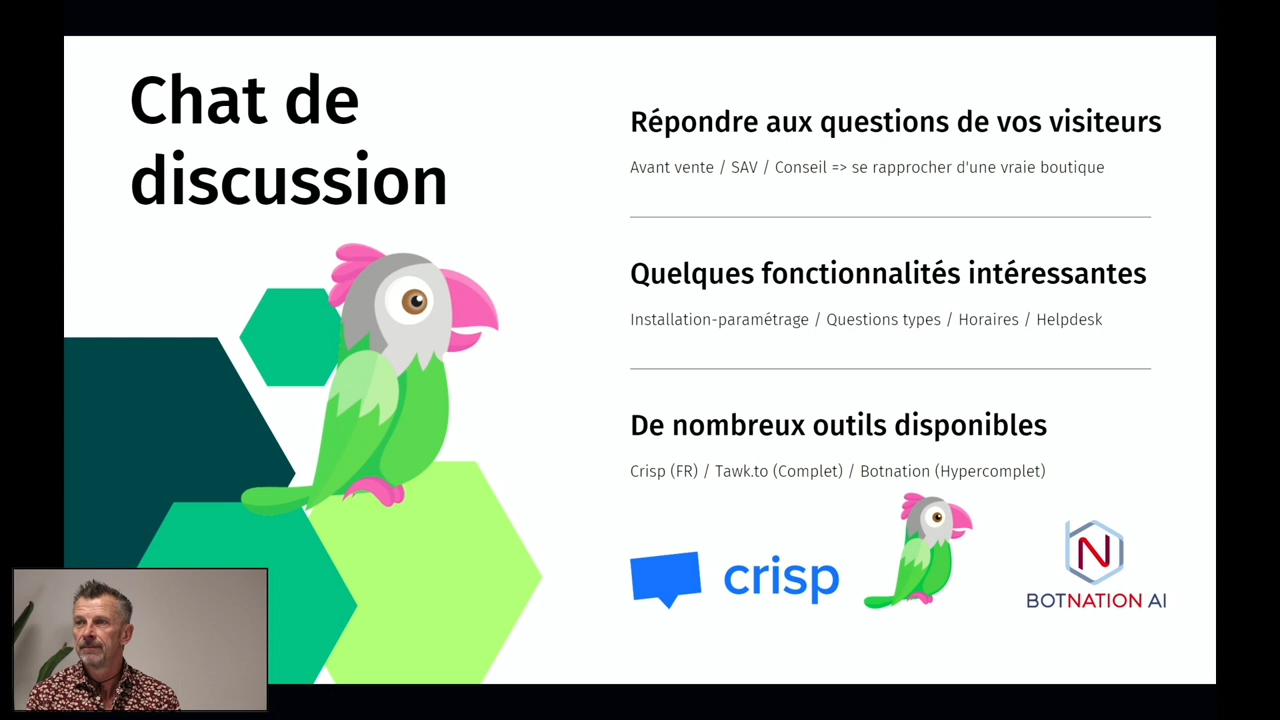 Chat de
discussion
Répondre aux questions de vos visiteurs
Avant vente / SAV / Conseil => se rapprocher d'une vraie boutique
Quelques fonctionnalités intéressantes
Installation-paramétrage / Questions types / Horaires / Helpdesk
De nombreux outils disponibles
Crisp (FR) / Tawk.to (Complet) / Botnation (Hypercomplet)
crisp
BOTNATION AI